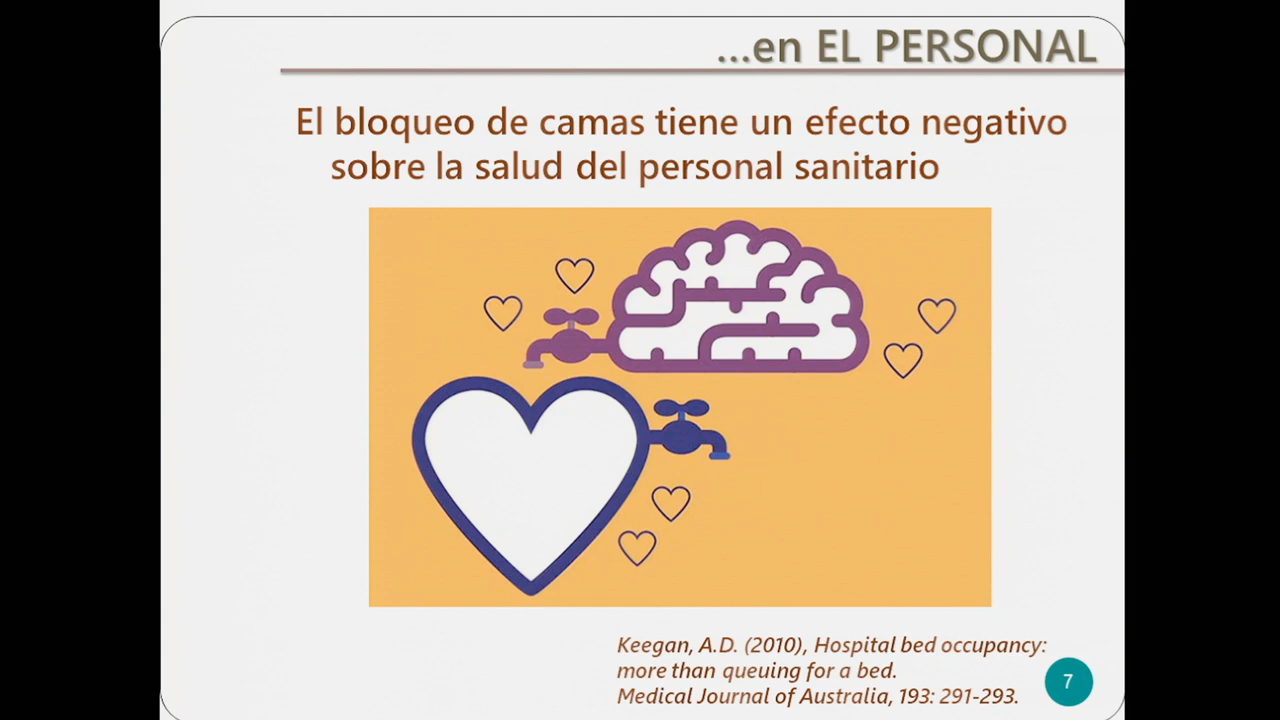 ...en EL PERSONAL
El bloqueo de camas tiene un efecto negativo
sobre la salud del personal sanitario
Keegan, A.D. (2010), Hospital bed occupancy:
more than queuing for a bed.
Medical Journal of Australia, 193: 291-293.
7